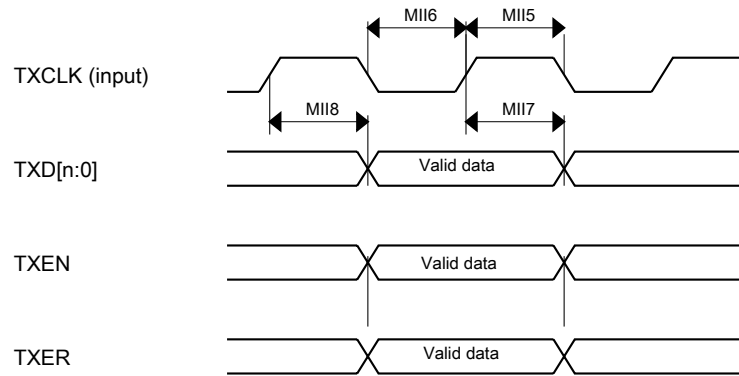 MII6
MII5
TXCLK (input)
MII8
MII7
TXD[n:0]
Valid data
TXEN
Valid data
TXER
Valid data